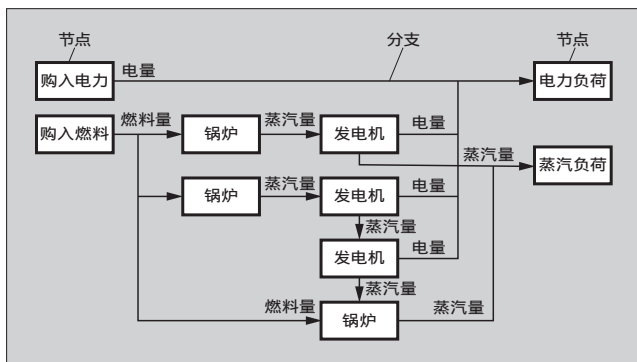 节点
分支
节点
购入电力
电量
电力负荷
购入燃料
燃料量
锅炉
蒸汽量
发电机
电量
蒸汽量
蒸汽负荷
锅炉
蒸汽量
发电机
电量
蒸汽量
发电机
电量
蒸汽量
燃料量
锅炉
蒸汽量